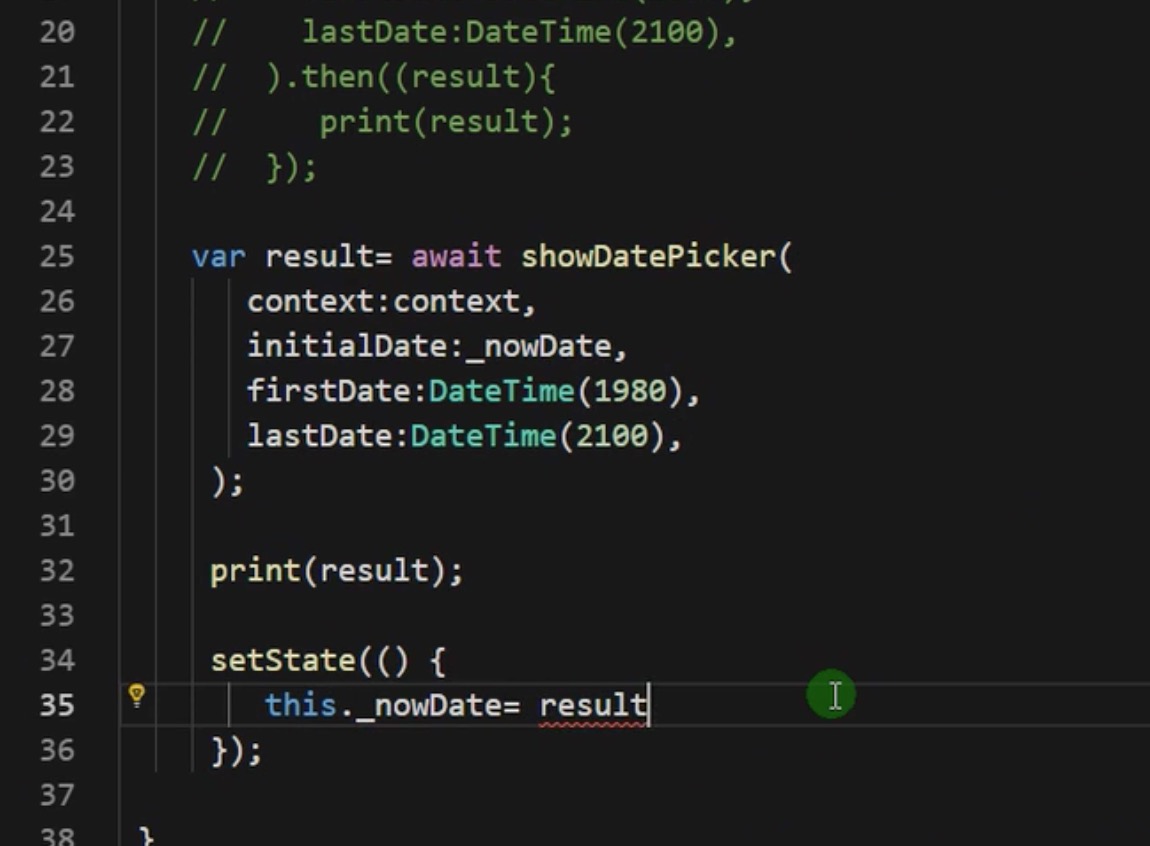 20 //    lastDate:DateTime(2100),
21 //  ).then((result){
22 //     print(result);
23 //  });
24
25 var result= await showDatePicker(
26    context:context,
27    initialDate:_nowDate,
28    firstDate:DateTime(1980),
29    lastDate:DateTime(2100),
30  );
31
32  print(result);
33
34  setState(() {
35     this._nowDate= result
36  });
37
38 }